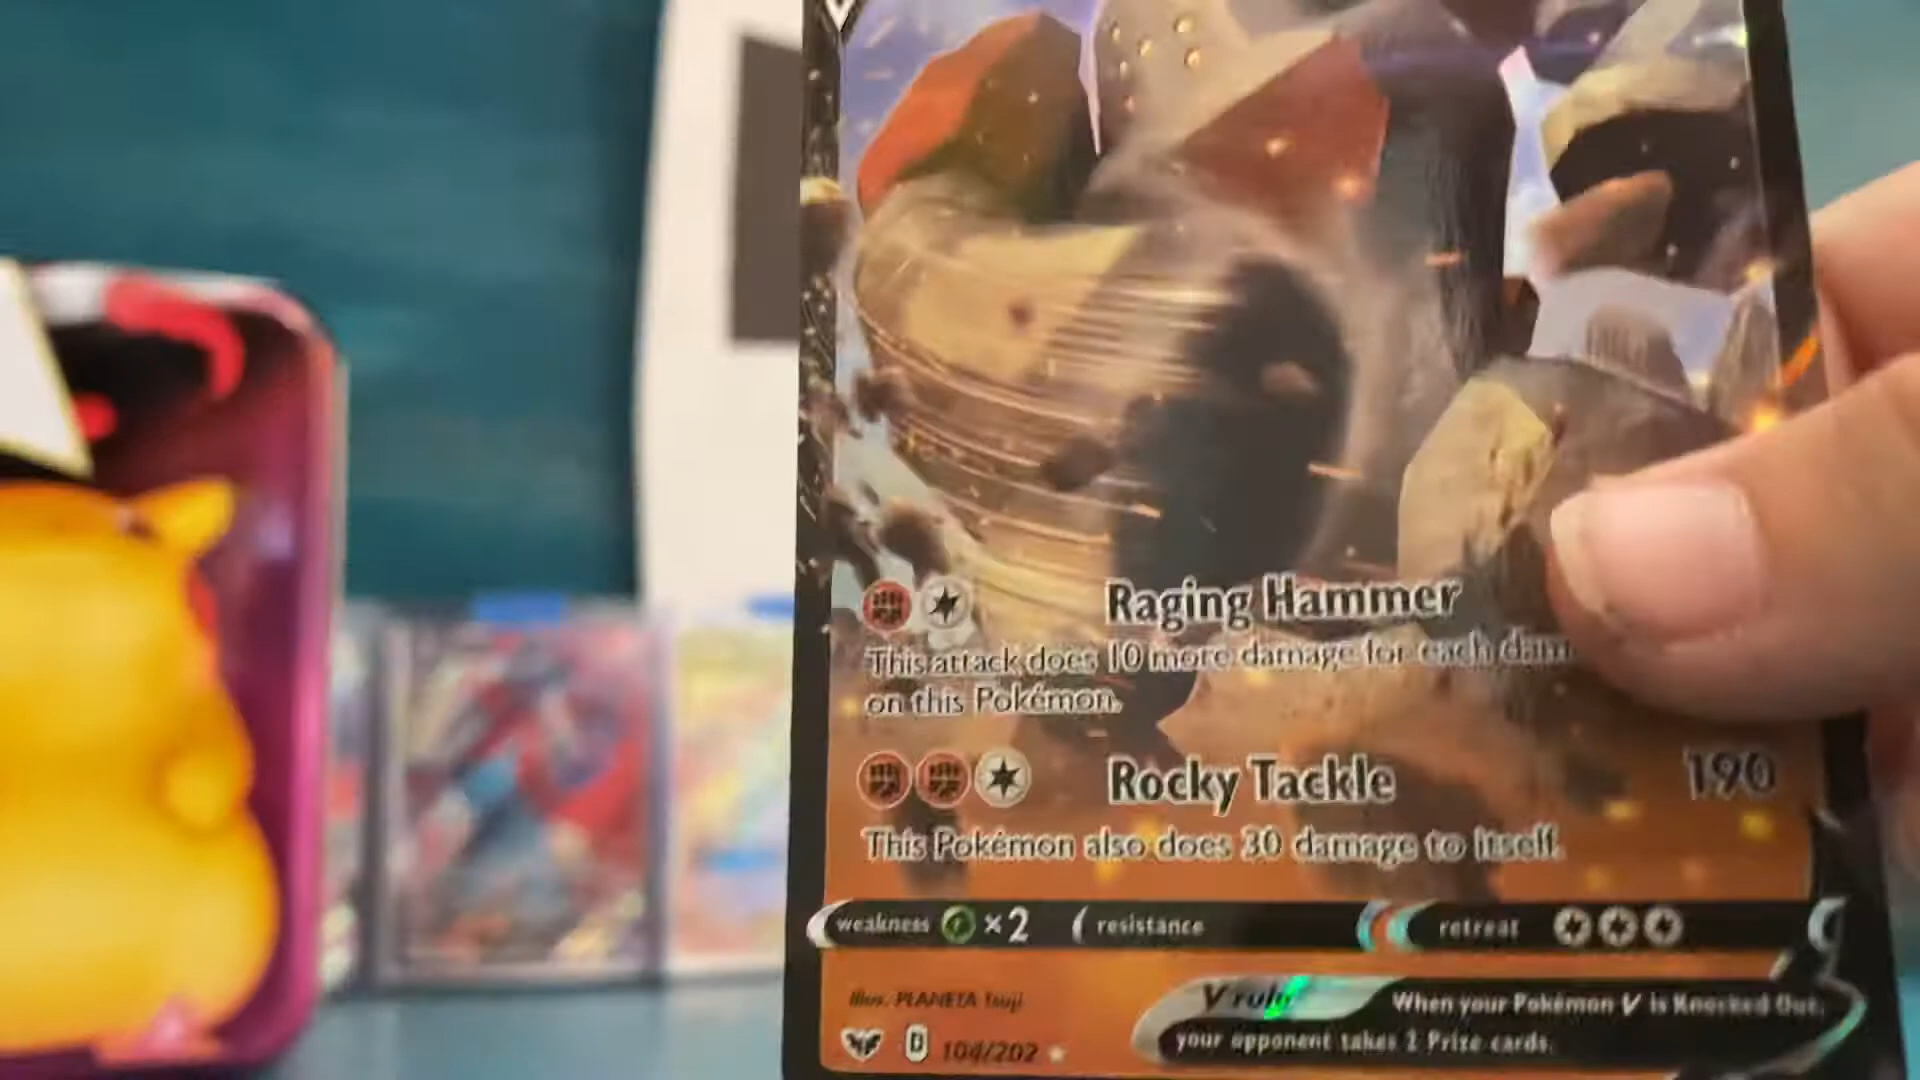 Raging Hammer
This attack does 10 more damage for each dam
on this Pokémon.
Rocky Tackle 190
This Pokémon also does 30 damage to itself.
weakness ×2 resistance retreat
Illus. PLANETA Tsuji
V rule When your Pokémon V is Knocked Out,
your opponent takes 2 Prize cards.
D 104/202